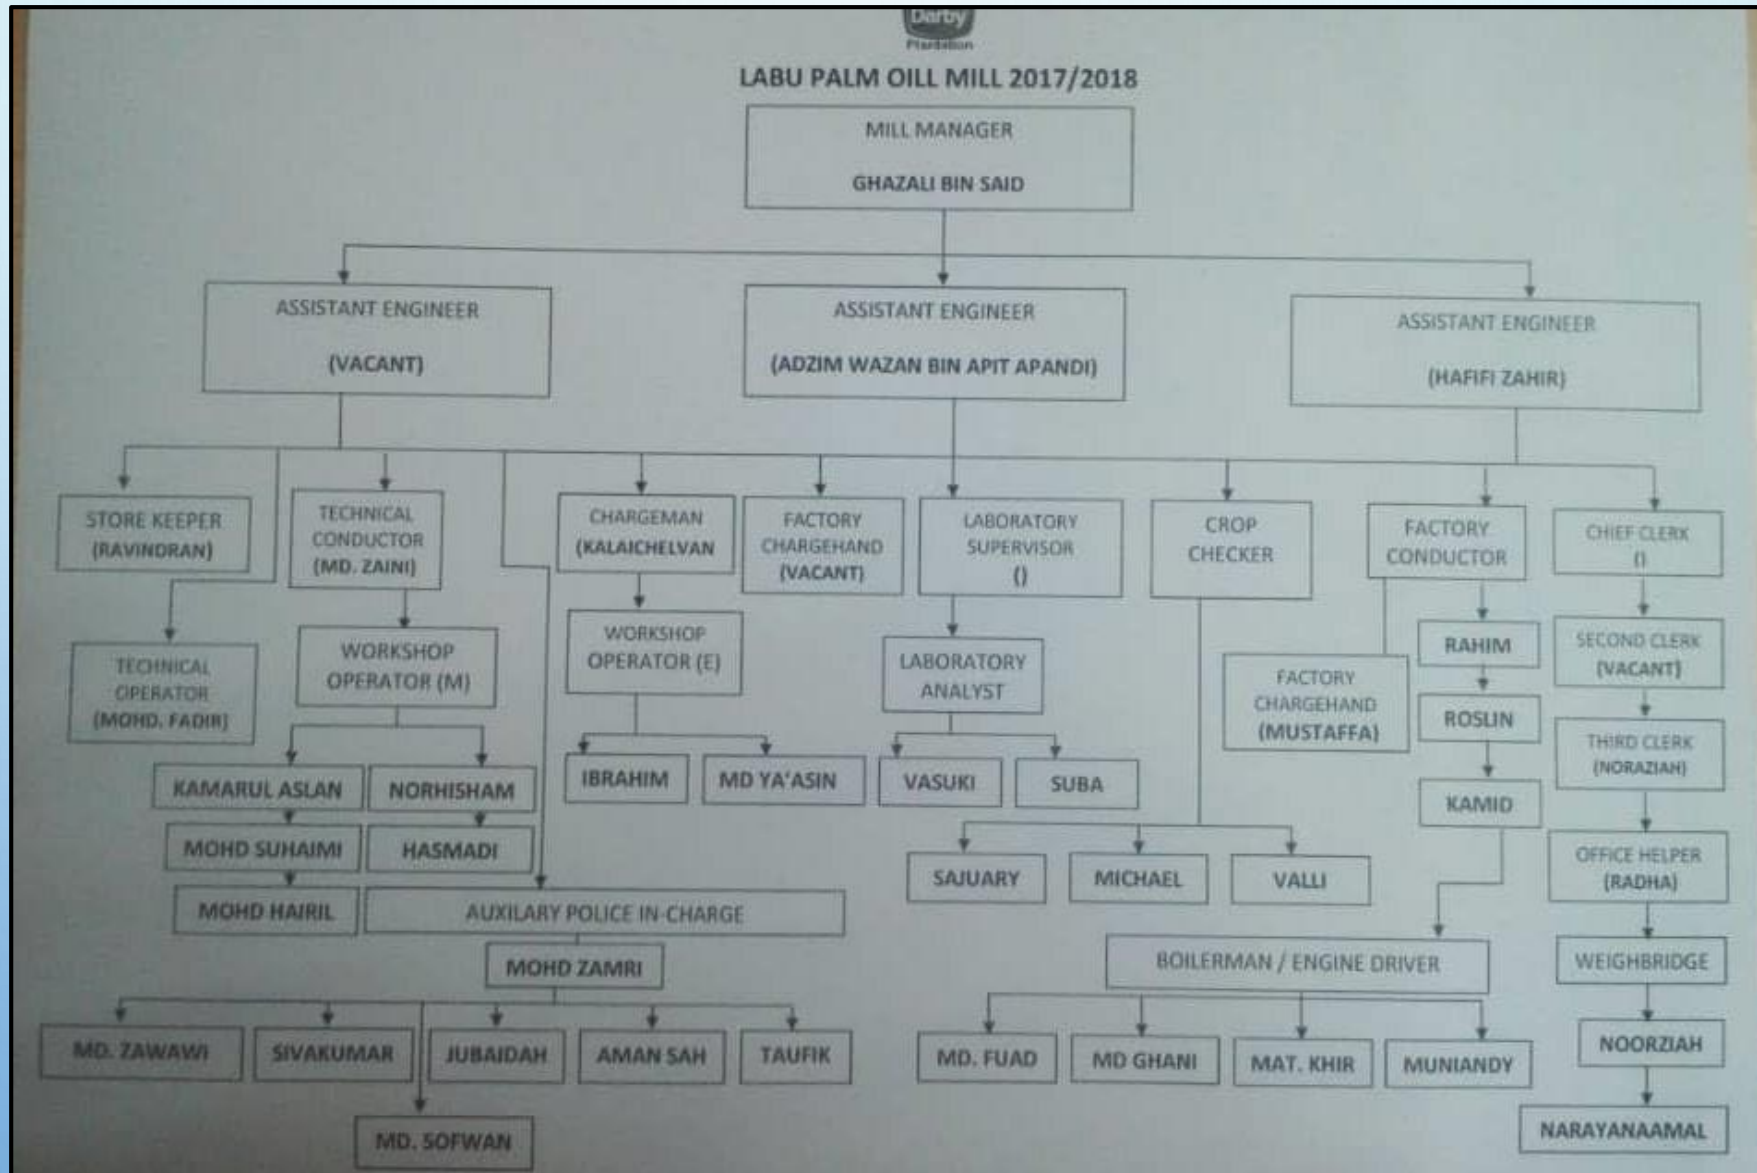 Darby
Plantation
LABU PALM OILL MILL 2017/2018
MILL MANAGER
GHAZALI BIN SAID
ASSISTANT ENGINEER
(VACANT)
ASSISTANT ENGINEER
(ADZIM WAZAN BIN APIT APANDI)
ASSISTANT ENGINEER
(HAFIFI ZAHIR)
STORE KEEPER
(RAVINDRAN)
TECHNICAL
CONDUCTOR
(MD. ZAINI)
CHARGEMAN
(KALAICHELVAN
FACTORY
CHARGEHAND
(VACANT)
LABORATORY
SUPERVISOR
()
CROP
CHECKER
FACTORY
CONDUCTOR
CHIEF CLERK
()
TECHNICAL
OPERATOR
(MOHD. FADIR)
WORKSHOP
OPERATOR (M)
WORKSHOP
OPERATOR (E)
LABORATORY
ANALYST
FACTORY
CHARGEHAND
(MUSTAFFA)
RAHIM
SECOND CLERK
(VACANT)
ROSLIN
THIRD CLERK
(NORAZIAH)
KAMARUL ASLAN
NORHISHAM
IBRAHIM
MD YA'ASIN
VASUKI
SUBA
KAMID
MOHD SUHAIMI
HASMADI
SAJUARY
MICHAEL
VALLI
OFFICE HELPER
(RADHA)
MOHD HAIRIL
AUXILARY POLICE IN-CHARGE
MOHD ZAMRI
BOILERMAN / ENGINE DRIVER
WEIGHBRIDGE
MD. ZAWAWI
SIVAKUMAR
JUBAIDAH
AMAN SAH
TAUFIK
MD. FUAD
MD GHANI
MAT. KHIR
MUNIANDY
NOORZIAH
MD. SOFWAN
NARAYANAAMAL